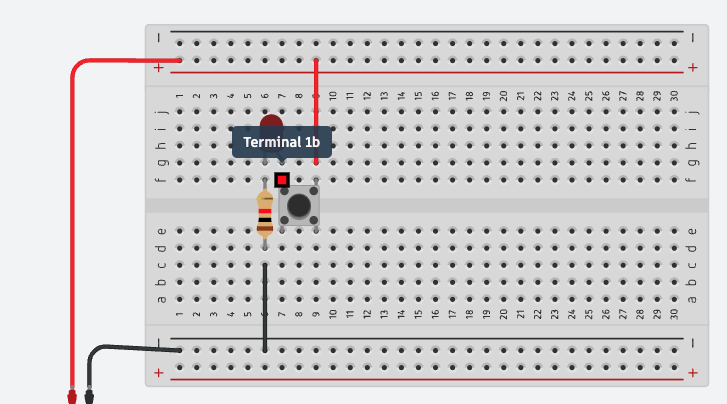 − −
+ +
1 2 3 4 5 6 7 8 9 10 11 12 13 14 15 16 17 18 19 20 21 22 23 24 25 26 27 28 29 30
j j
i i
Terminal 1b
h h
g g
f f
e e
d d
c c
b b
a a
1 2 3 4 5 6 7 8 9 10 11 12 13 14 15 16 17 18 19 20 21 22 23 24 25 26 27 28 29 30
− −
+ +